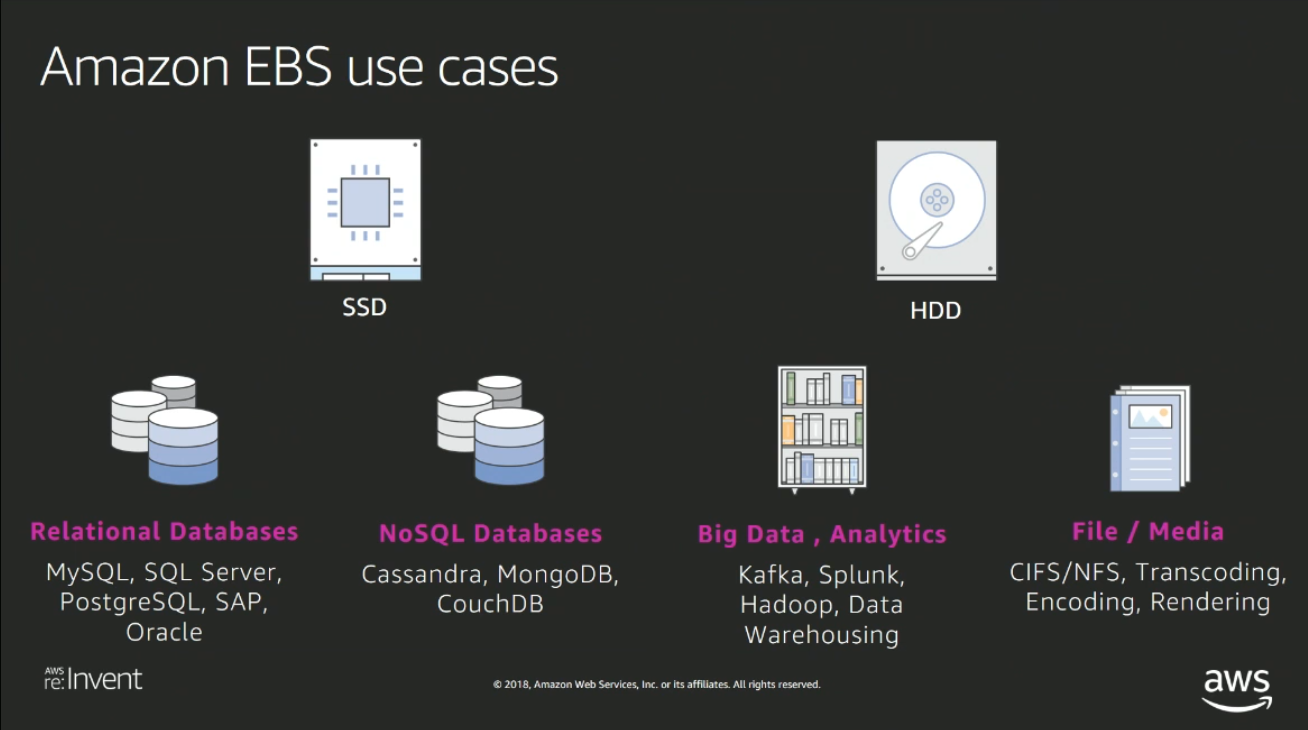 Amazon EBS use cases
SSD
HDD
Relational Databases
MySQL, SQL Server,
PostgreSQL, SAP,
Oracle
NoSQL Databases
Cassandra, MongoDB,
CouchDB
Big Data , Analytics
Kafka, Splunk,
Hadoop, Data
Warehousing
File / Media
CIFS/NFS, Transcoding,
Encoding, Rendering
AWS
re:Invent
© 2018, Amazon Web Services, Inc. or its affiliates. All rights reserved.
aws